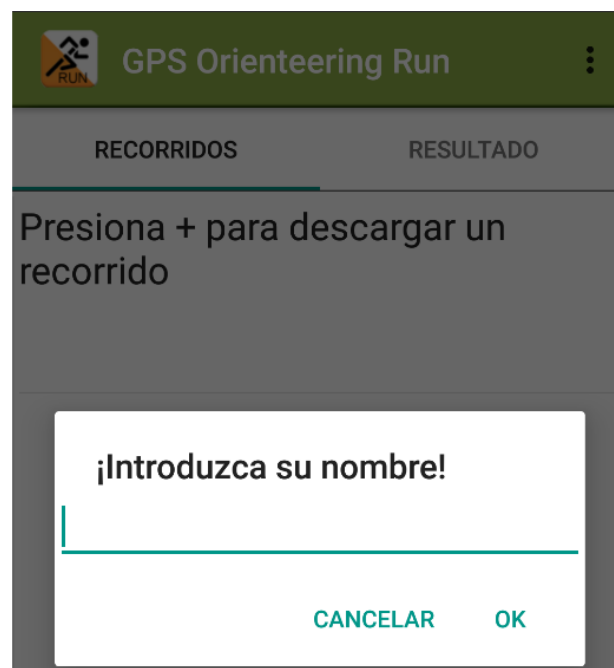 RUN
GPS Orienteering Run
RECORRIDOS
RESULTADO
Presiona + para descargar un
recorrido
¡Introduzca su nombre!
CANCELAR
OK